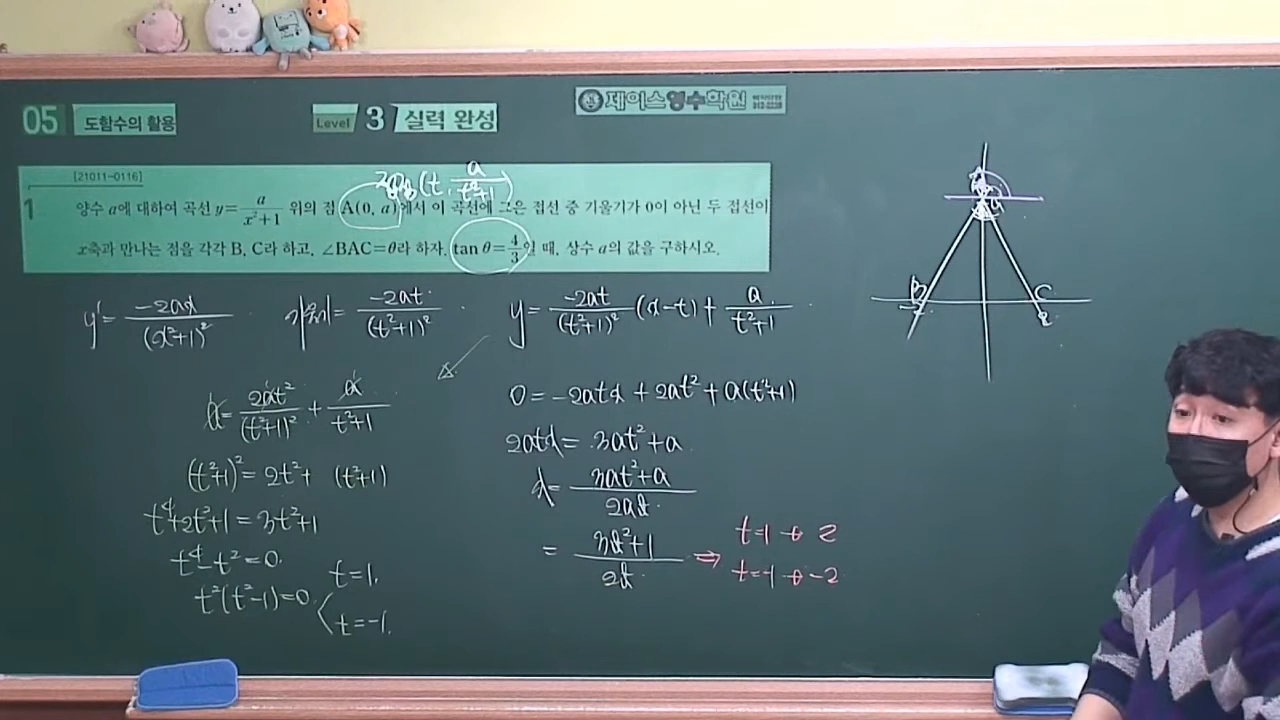 제이스영수학원
05 도함수의 활용
Level 3 실력 완성
[21011-0116]
(t, a/(t²+1))
1 양수 a에 대하여 곡선 y=a/(x²+1) 위의 점 A(0, a)에서 이 곡선에 그은 접선 중 기울기가 0이 아닌 두 접선이
x축과 만나는 점을 각각 B, C라 하고, ∠BAC=θ라 하자. tan θ=4/3일 때, 상수 a의 값을 구하시오.
y'=-2ax/(x²+1)²
기울기=-2at/(t²+1)²
y=-2at/(t²+1)²(x-t)+a/(t²+1)
a=2at²/(t²+1)²+a/(t²+1)
(t²+1)²=2t²+(t²+1)
t⁴+2t²+1=3t²+1
t⁴-t²=0
t²(t²-1)=0
t=1.
t=-1.
0=-2atx+2at²+a(t²+1)
2atx=3at²+a
x=(3at²+a)/2at
=(3t²+1)/2t
⇒ t=1 → 2
t=-1 → -2
A
a
B
C
-2
2